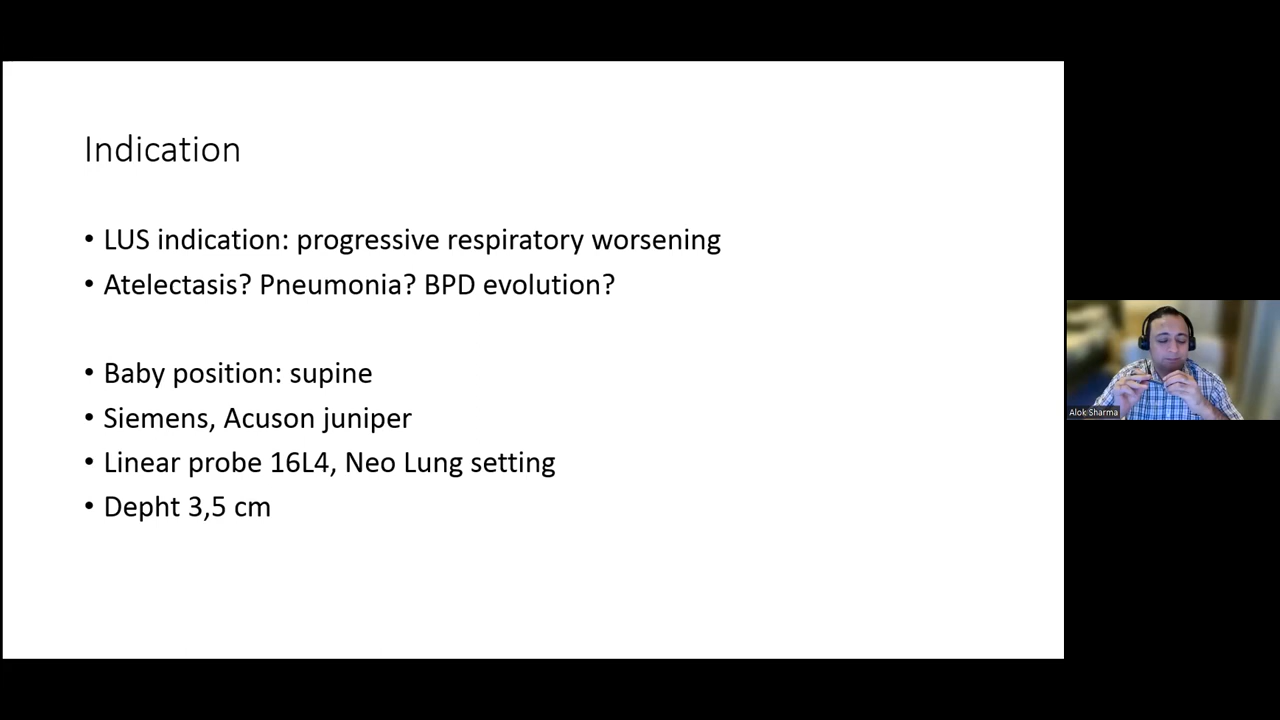 Indication
• LUS indication: progressive respiratory worsening
• Atelectasis? Pneumonia? BPD evolution?
• Baby position: supine
• Siemens, Acuson juniper
• Linear probe 16L4, Neo Lung setting
• Depht 3,5 cm
Alok Sharma